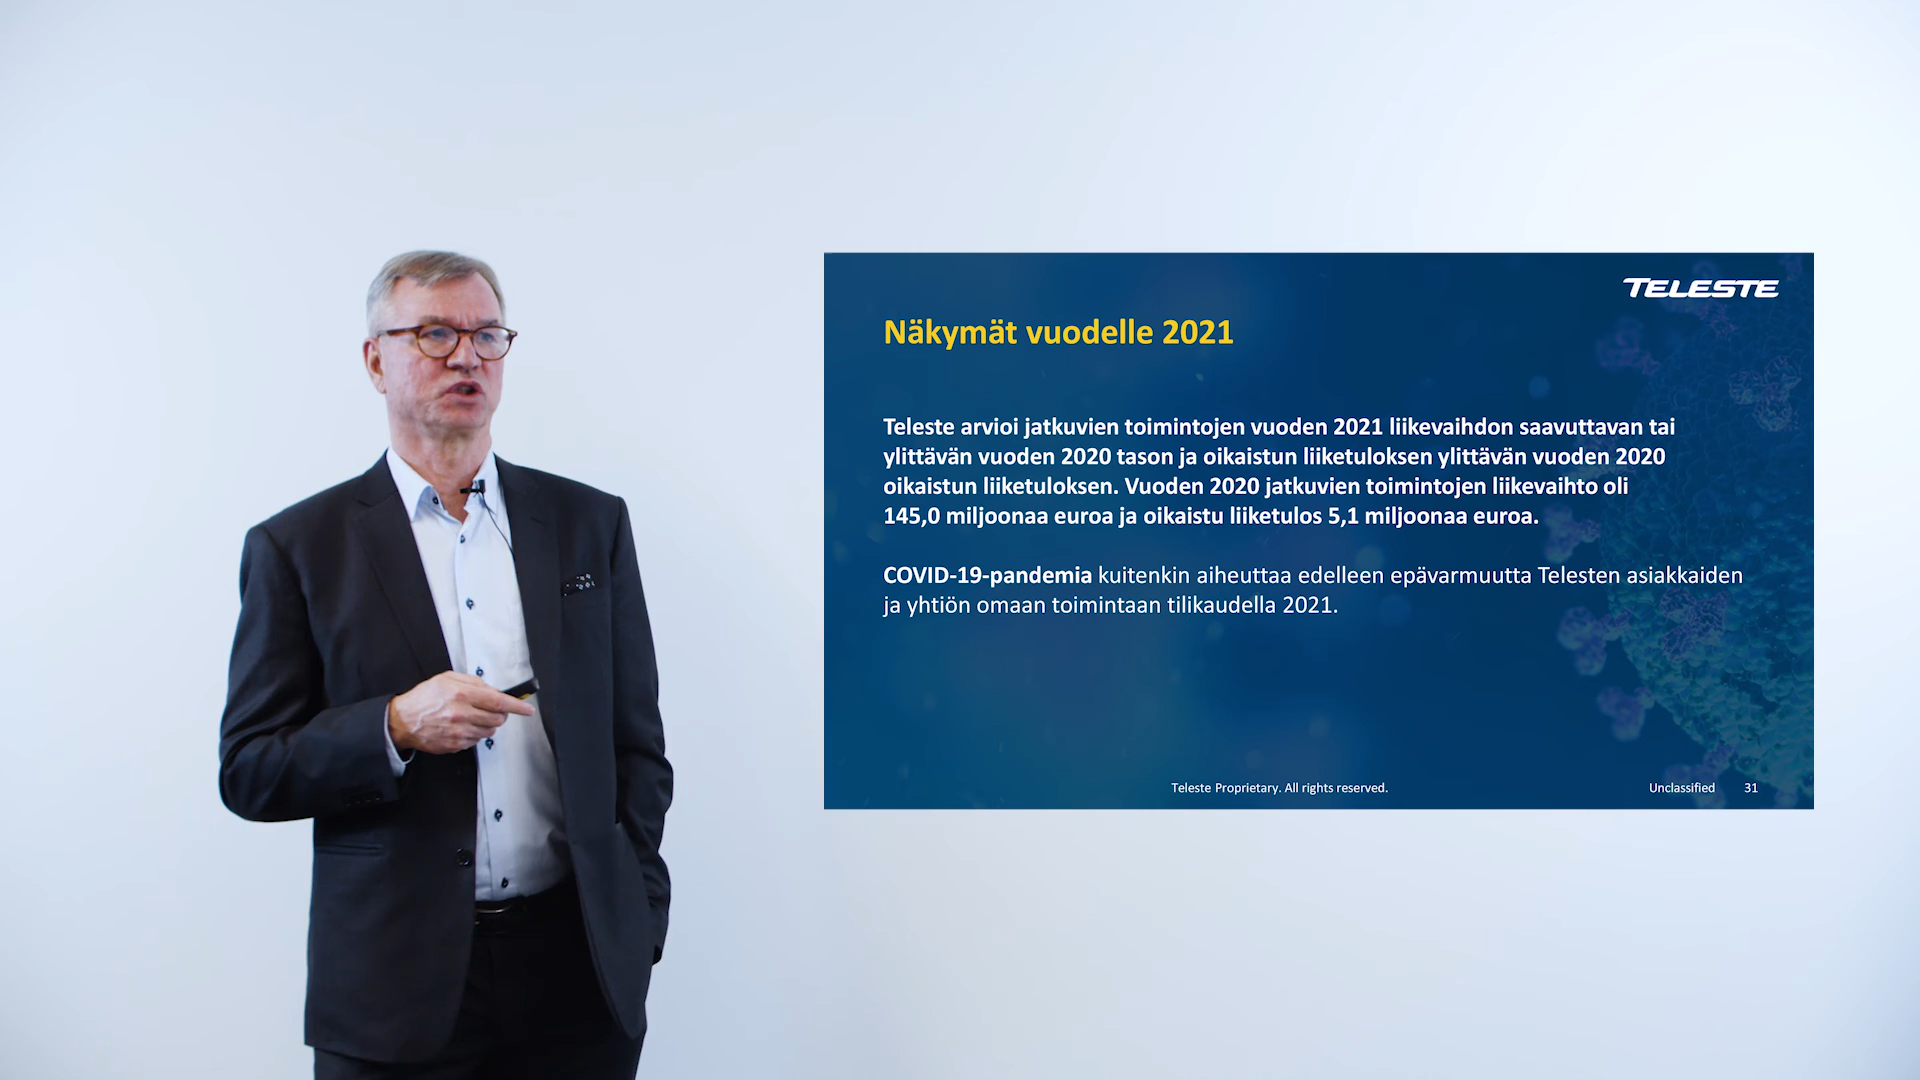 TELESTE
Näkymät vuodelle 2021
Teleste arvioi jatkuvien toimintojen vuoden 2021 liikevaihdon saavuttavan tai
ylittävän vuoden 2020 tason ja oikaistun liiketuloksen ylittävän vuoden 2020
oikaistun liiketuloksen. Vuoden 2020 jatkuvien toimintojen liikevaihto oli
145,0 miljoonaa euroa ja oikaistu liiketulos 5,1 miljoonaa euroa.
COVID-19-pandemia kuitenkin aiheuttaa edelleen epävarmuutta Telesten asiakkaiden
ja yhtiön omaan toimintaan tilikaudella 2021.
Teleste Proprietary. All rights reserved.
Unclassified 31